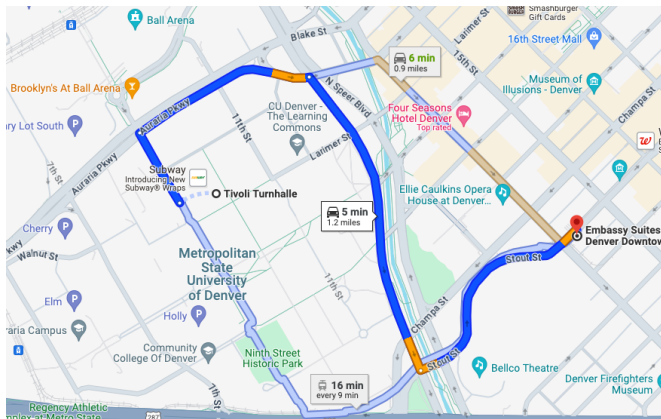 Smashburger
Gift Cards
Ball Arena
Blake St
Larimer St
16th Street Mall
15th St
6 min
0.9 miles
Museum of
Illusions - Denver
Brooklyn's At Ball Arena
Auraria Pkwy
N Speer Blvd
Champa St
CU Denver -
The Learning
Commons
Four Seasons
Hotel Denver
Top rated
11th St
Larimer St
7th St
Auraria Pkwy
Subway
Introducing New
Subway® Wraps
Tivoli Turnhalle
Ellie Caulkins Opera
House at Denver...
5 min
1.2 miles
Cherry
Walnut St
Embassy Suites
Denver Downtow
Stout St
Metropolitan
State
University
of Denver
11th St
Elm
Holly
Champa St
Community
College Of Denver
Ninth Street
Historic Park
Stout St
Bellco Theatre
7th St
16 min
every 9 min
Denver Firefighters
Museum
Regency Athletic
287